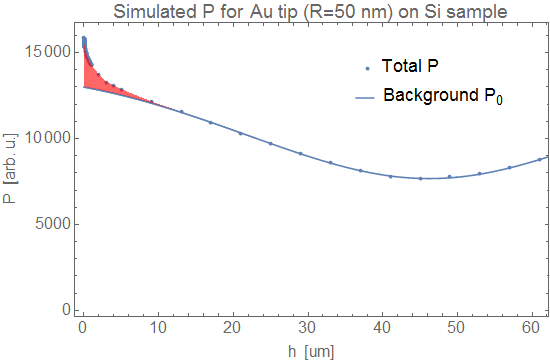 Simulated P for Au tip (R=50 nm) on Si sample
15000
10000
5000
0
P [arb. u.]
Total P
Background P₀
0 10 20 30 40 50 60
h [um]